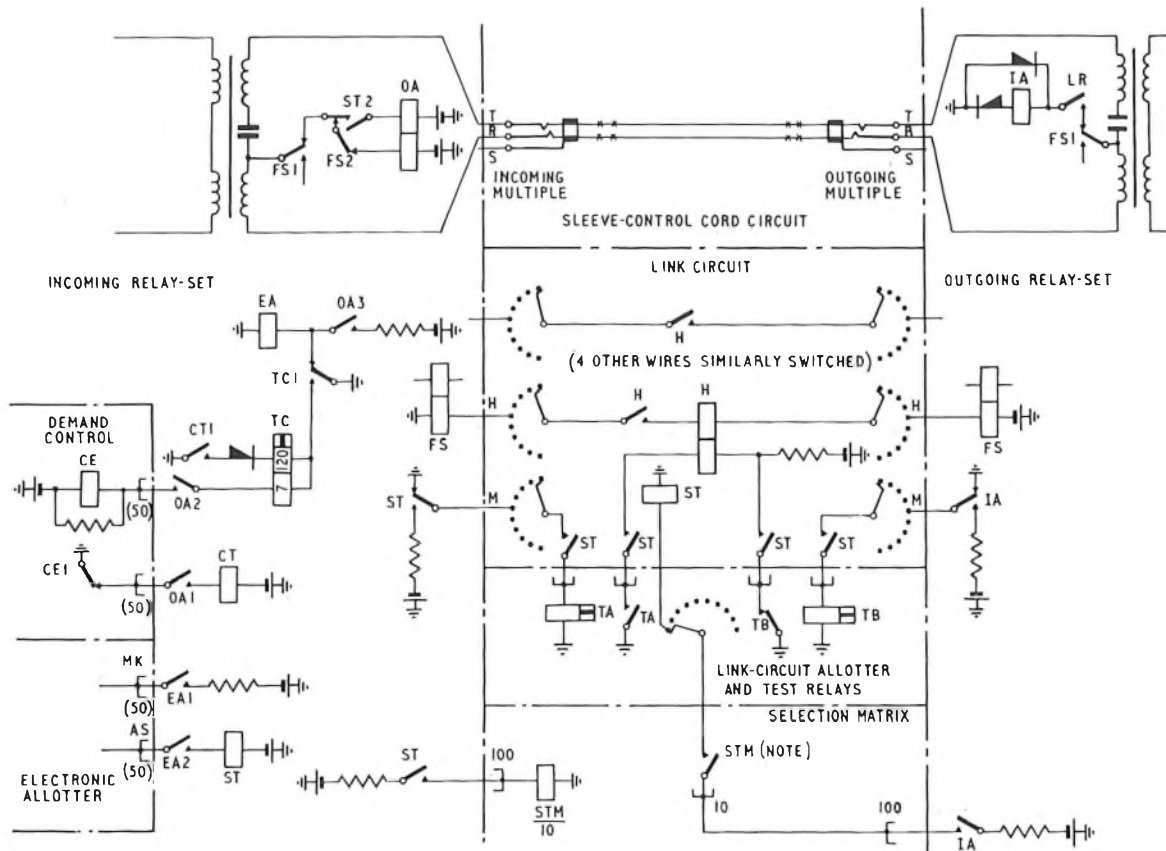 OA
ST2
FS1
FS2
T
R
S
INCOMING
MULTIPLE
OUTGOING
MULTIPLE
T
R
S
IA
LR
FS1
SLEEVE-CONTROL CORD CIRCUIT
INCOMING RELAY-SET
LINK CIRCUIT
OUTGOING RELAY-SET
EA
OA3
H
(4 OTHER WIRES SIMILARLY SWITCHED)
TC1
DEMAND
CONTROL
CE
CT1
TC
120
7
(50)
OA2
FS
H
H
H
H
FS
ST
M
ST
M
IA
ST
ST
ST
ST
CE1
(50)
OA1
CT
TA
TA
TB
TB
LINK-CIRCUIT ALLOTTER
AND TEST RELAYS
SELECTION MATRIX
MK
(50)
EA1
AS
(50)
EA2
ST
ELECTRONIC
ALLOTTER
ST
100
STM
10
STM (NOTE)
10
100
IA